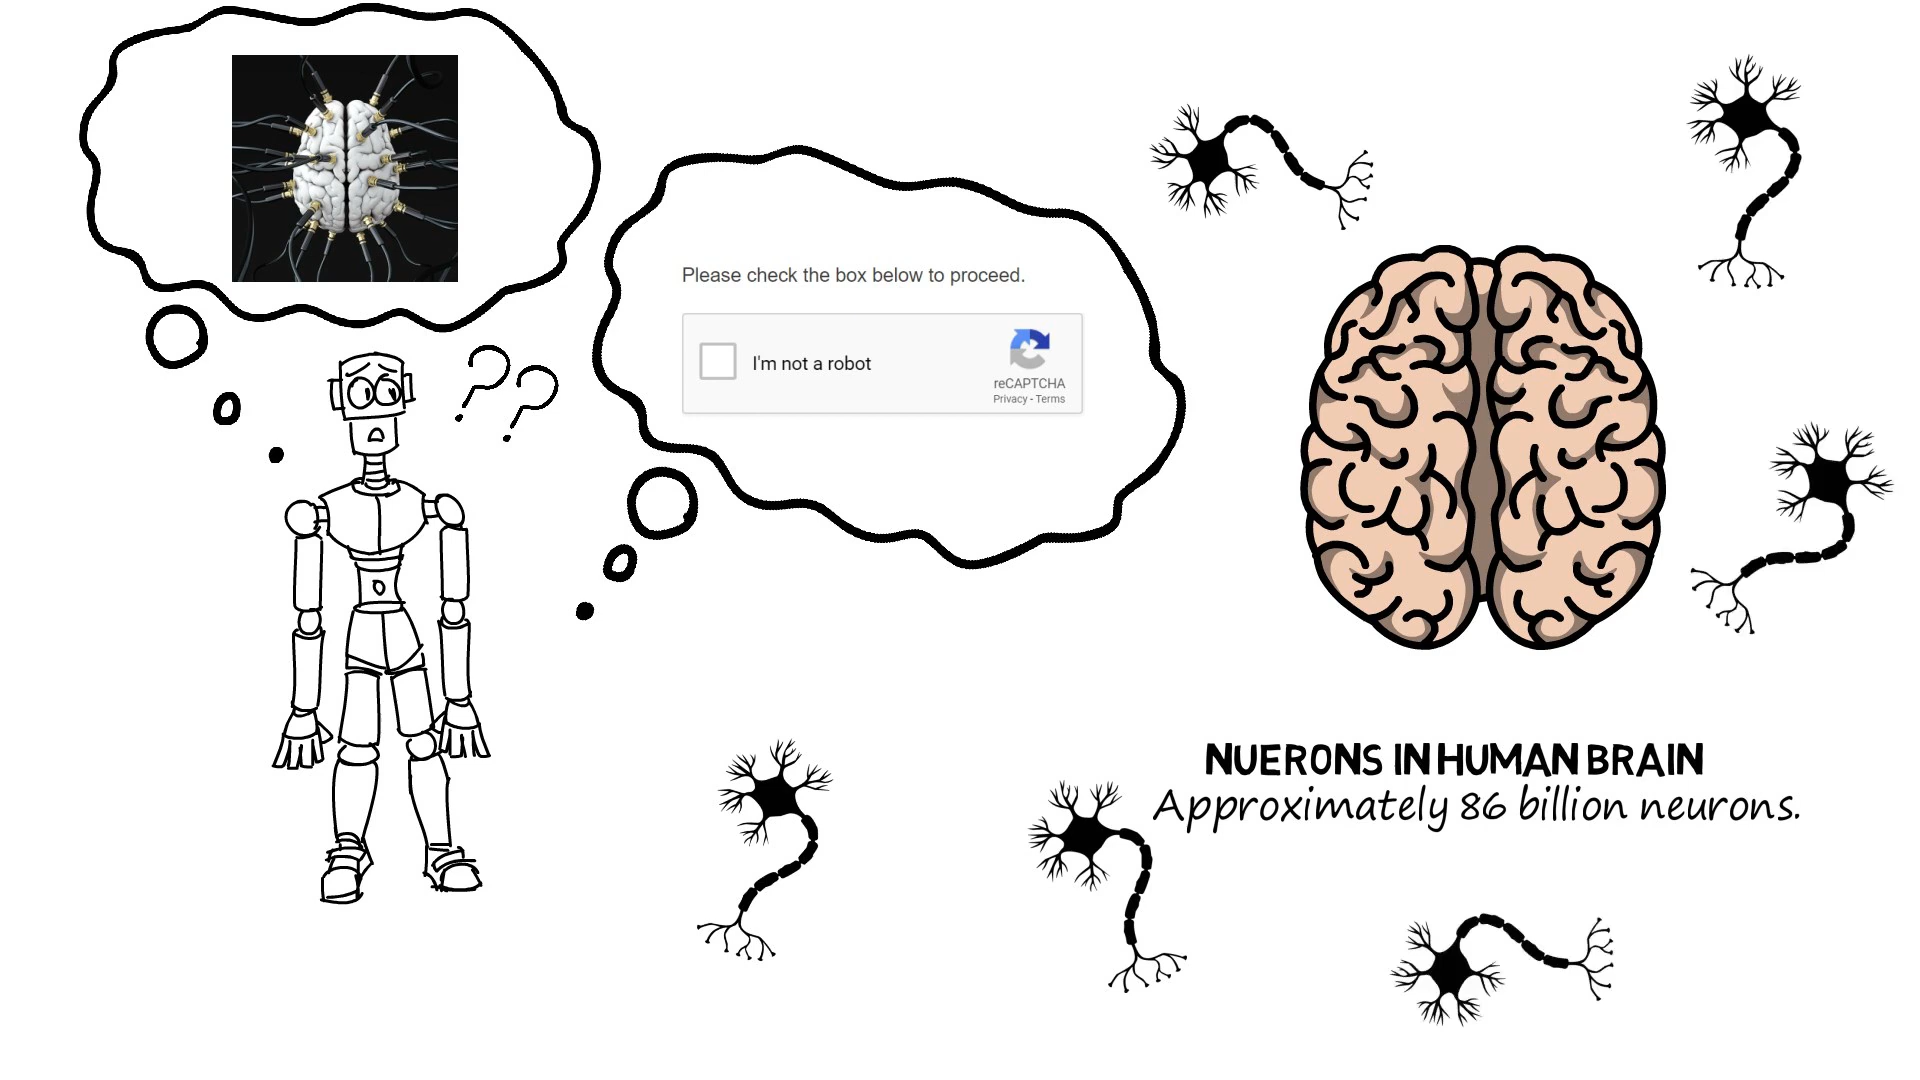 Please check the box below to proceed.
I'm not a robot
reCAPTCHA
Privacy - Terms
??
NUERONS IN HUMAN BRAIN
Approximately 86 billion neurons.